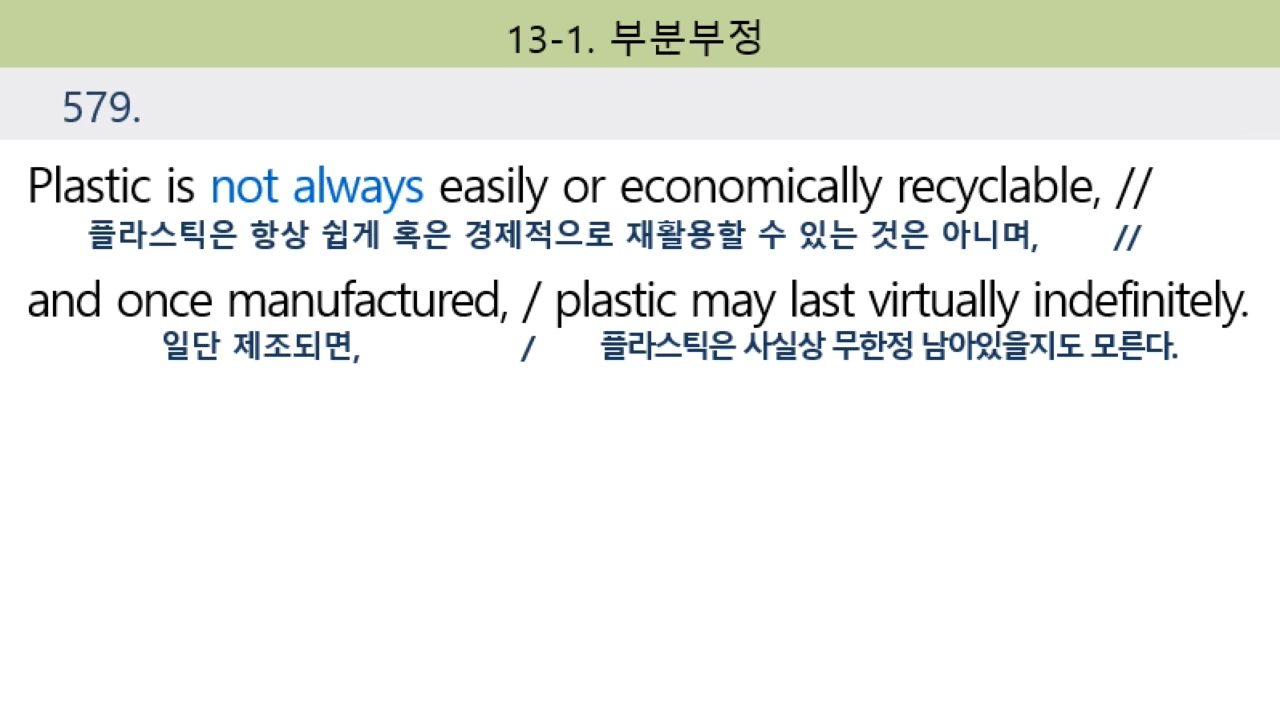 13-1. 부분부정
579.
Plastic is not always easily or economically recyclable, //
플라스틱은 항상 쉽게 혹은 경제적으로 재활용할 수 있는 것은 아니며, //
and once manufactured, / plastic may last virtually indefinitely.
일단 제조되면, / 플라스틱은 사실상 무한정 남아있을지도 모른다.